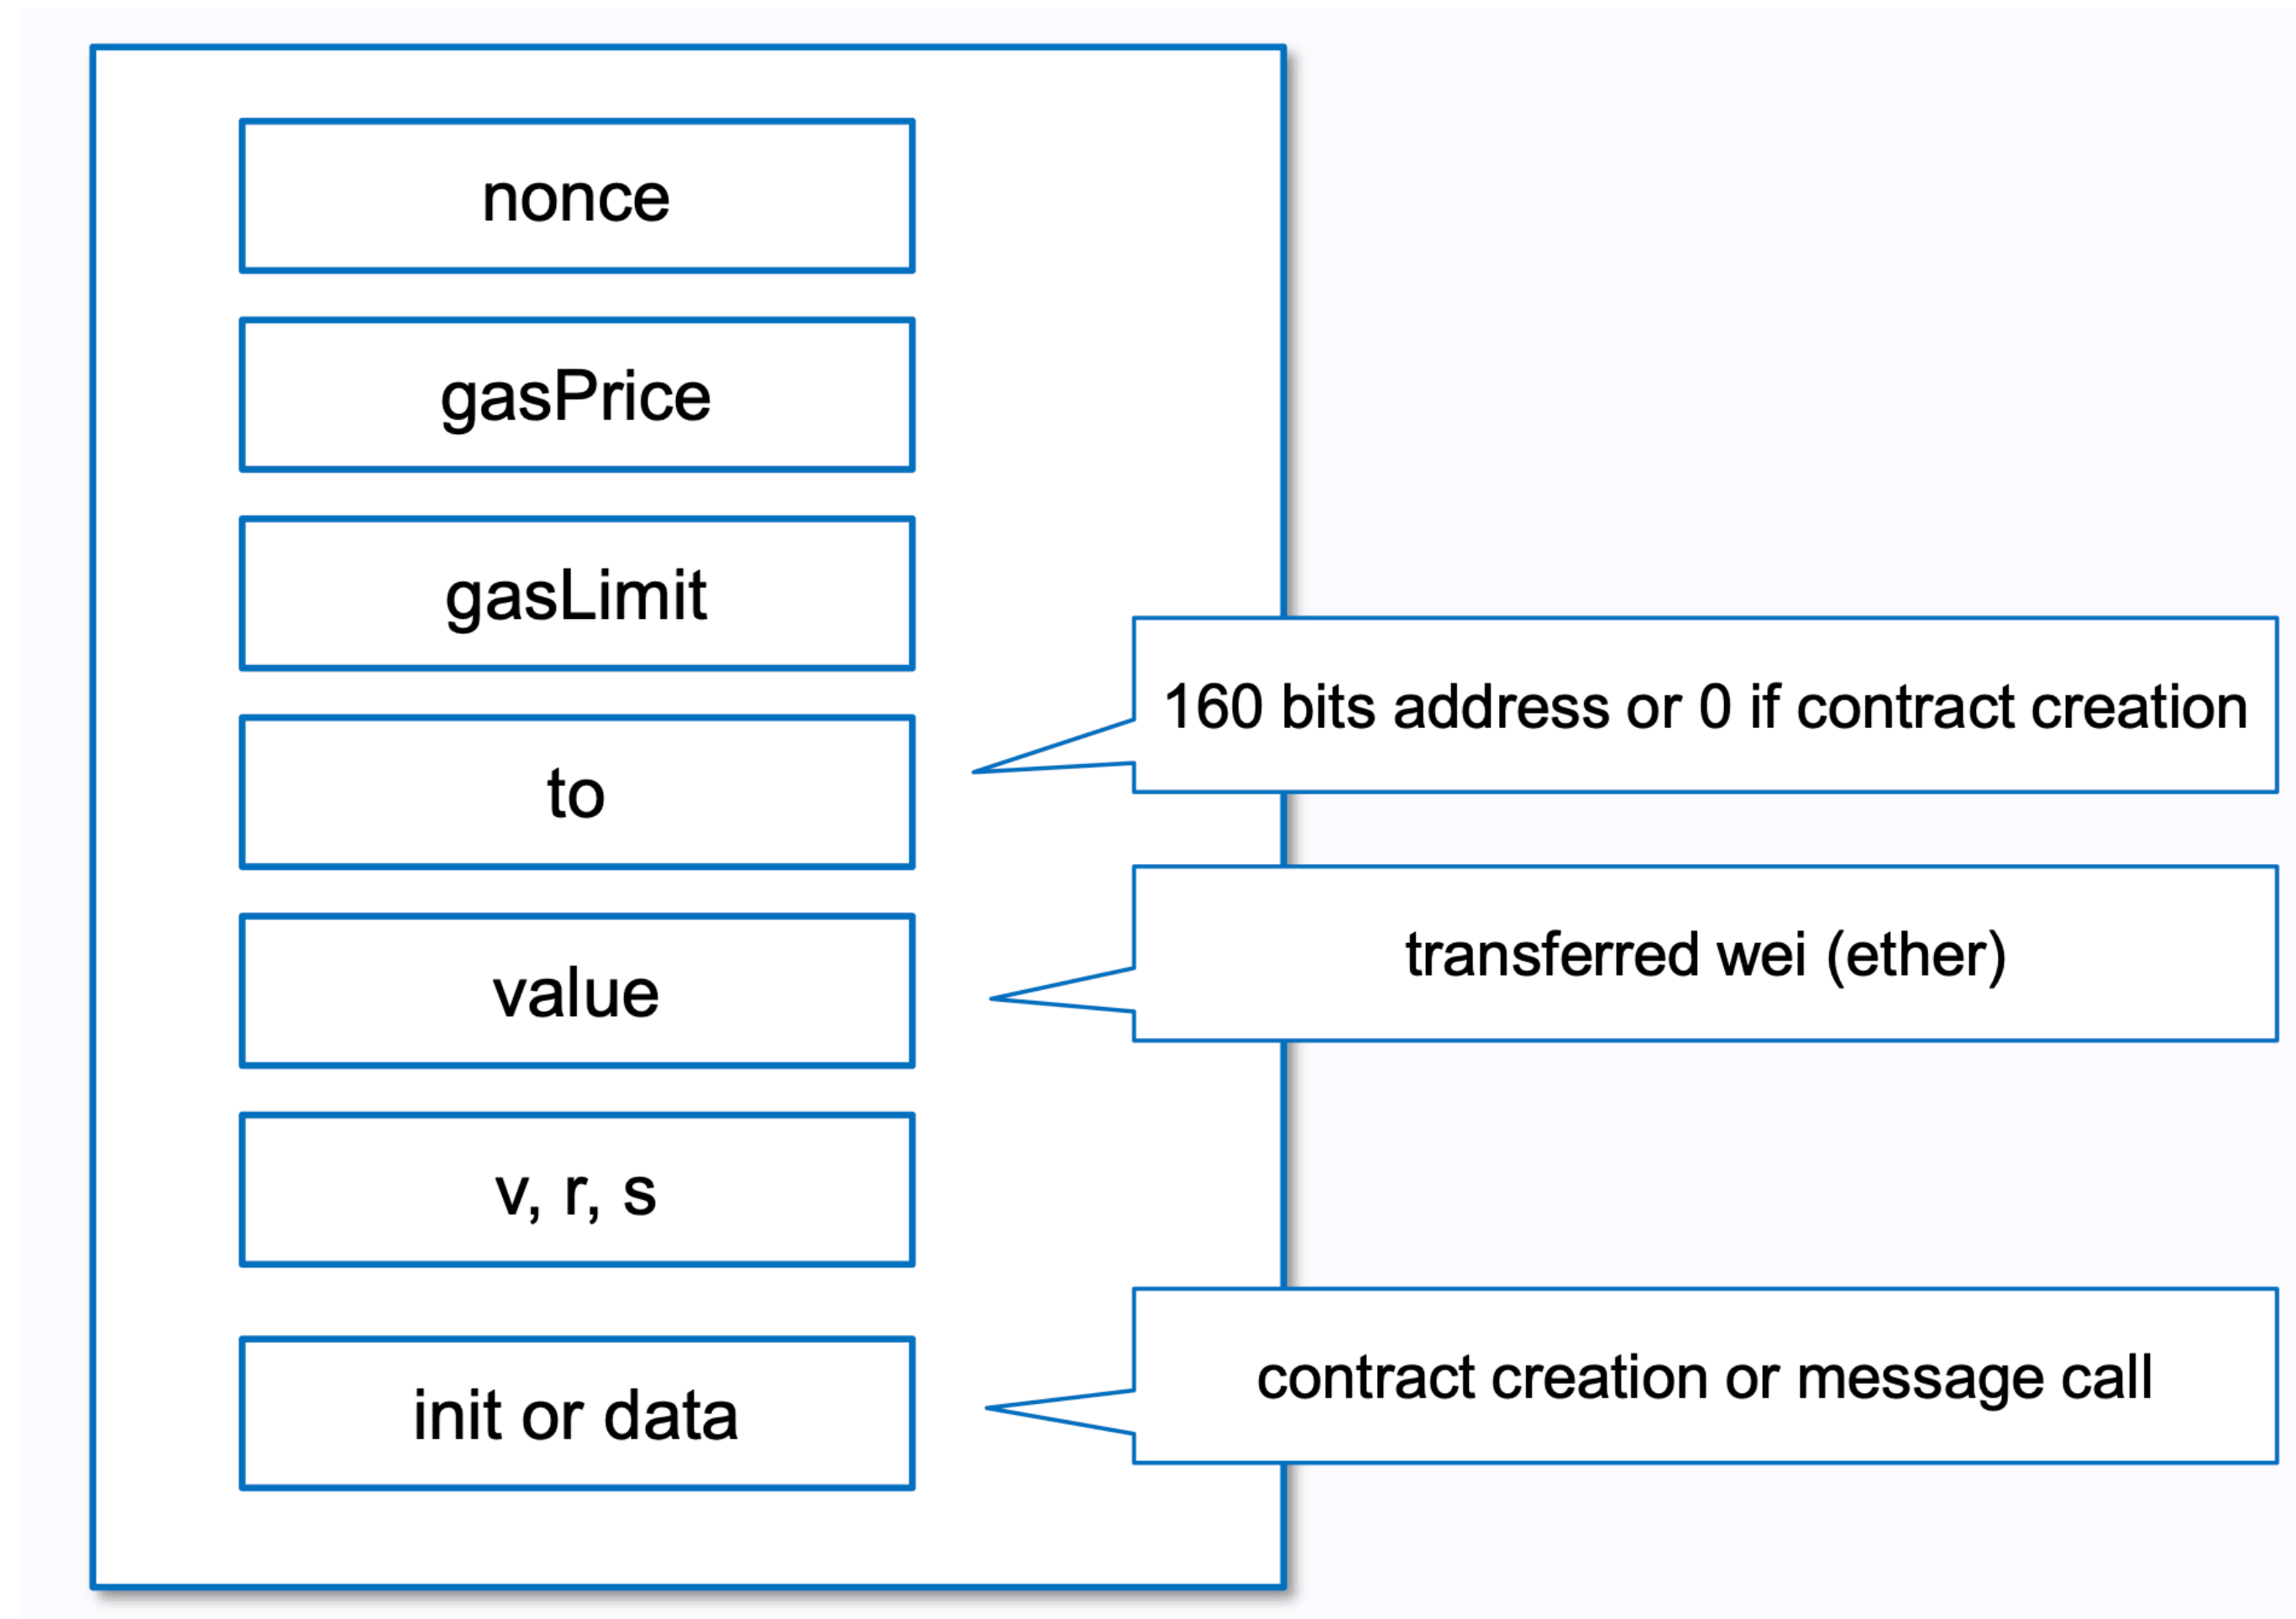 nonce
gasPrice
gasLimit
160 bits address or 0 if contract creation
to
transferred wei (ether)
value
v, r, s
contract creation or message call
init or data